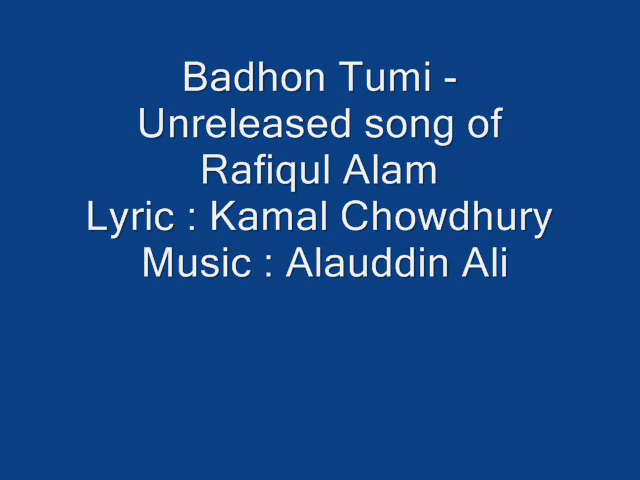 Badhon Tumi -
Unreleased song of
Rafiqul Alam
Lyric : Kamal Chowdhury
Music : Alauddin Ali